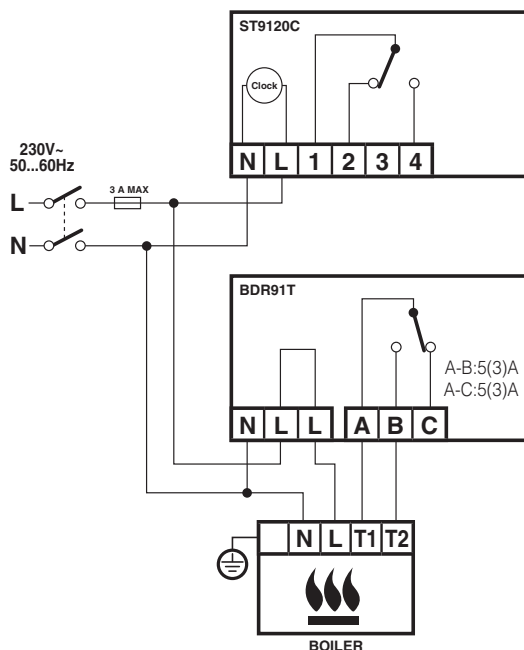 ST9120C
Clock
N L 1 2 3 4
230V~
50...60Hz
3 A MAX
L
N
BDR91T
A-B:5(3)A
A-C:5(3)A
N L L A B C
N L T1 T2
BOILER